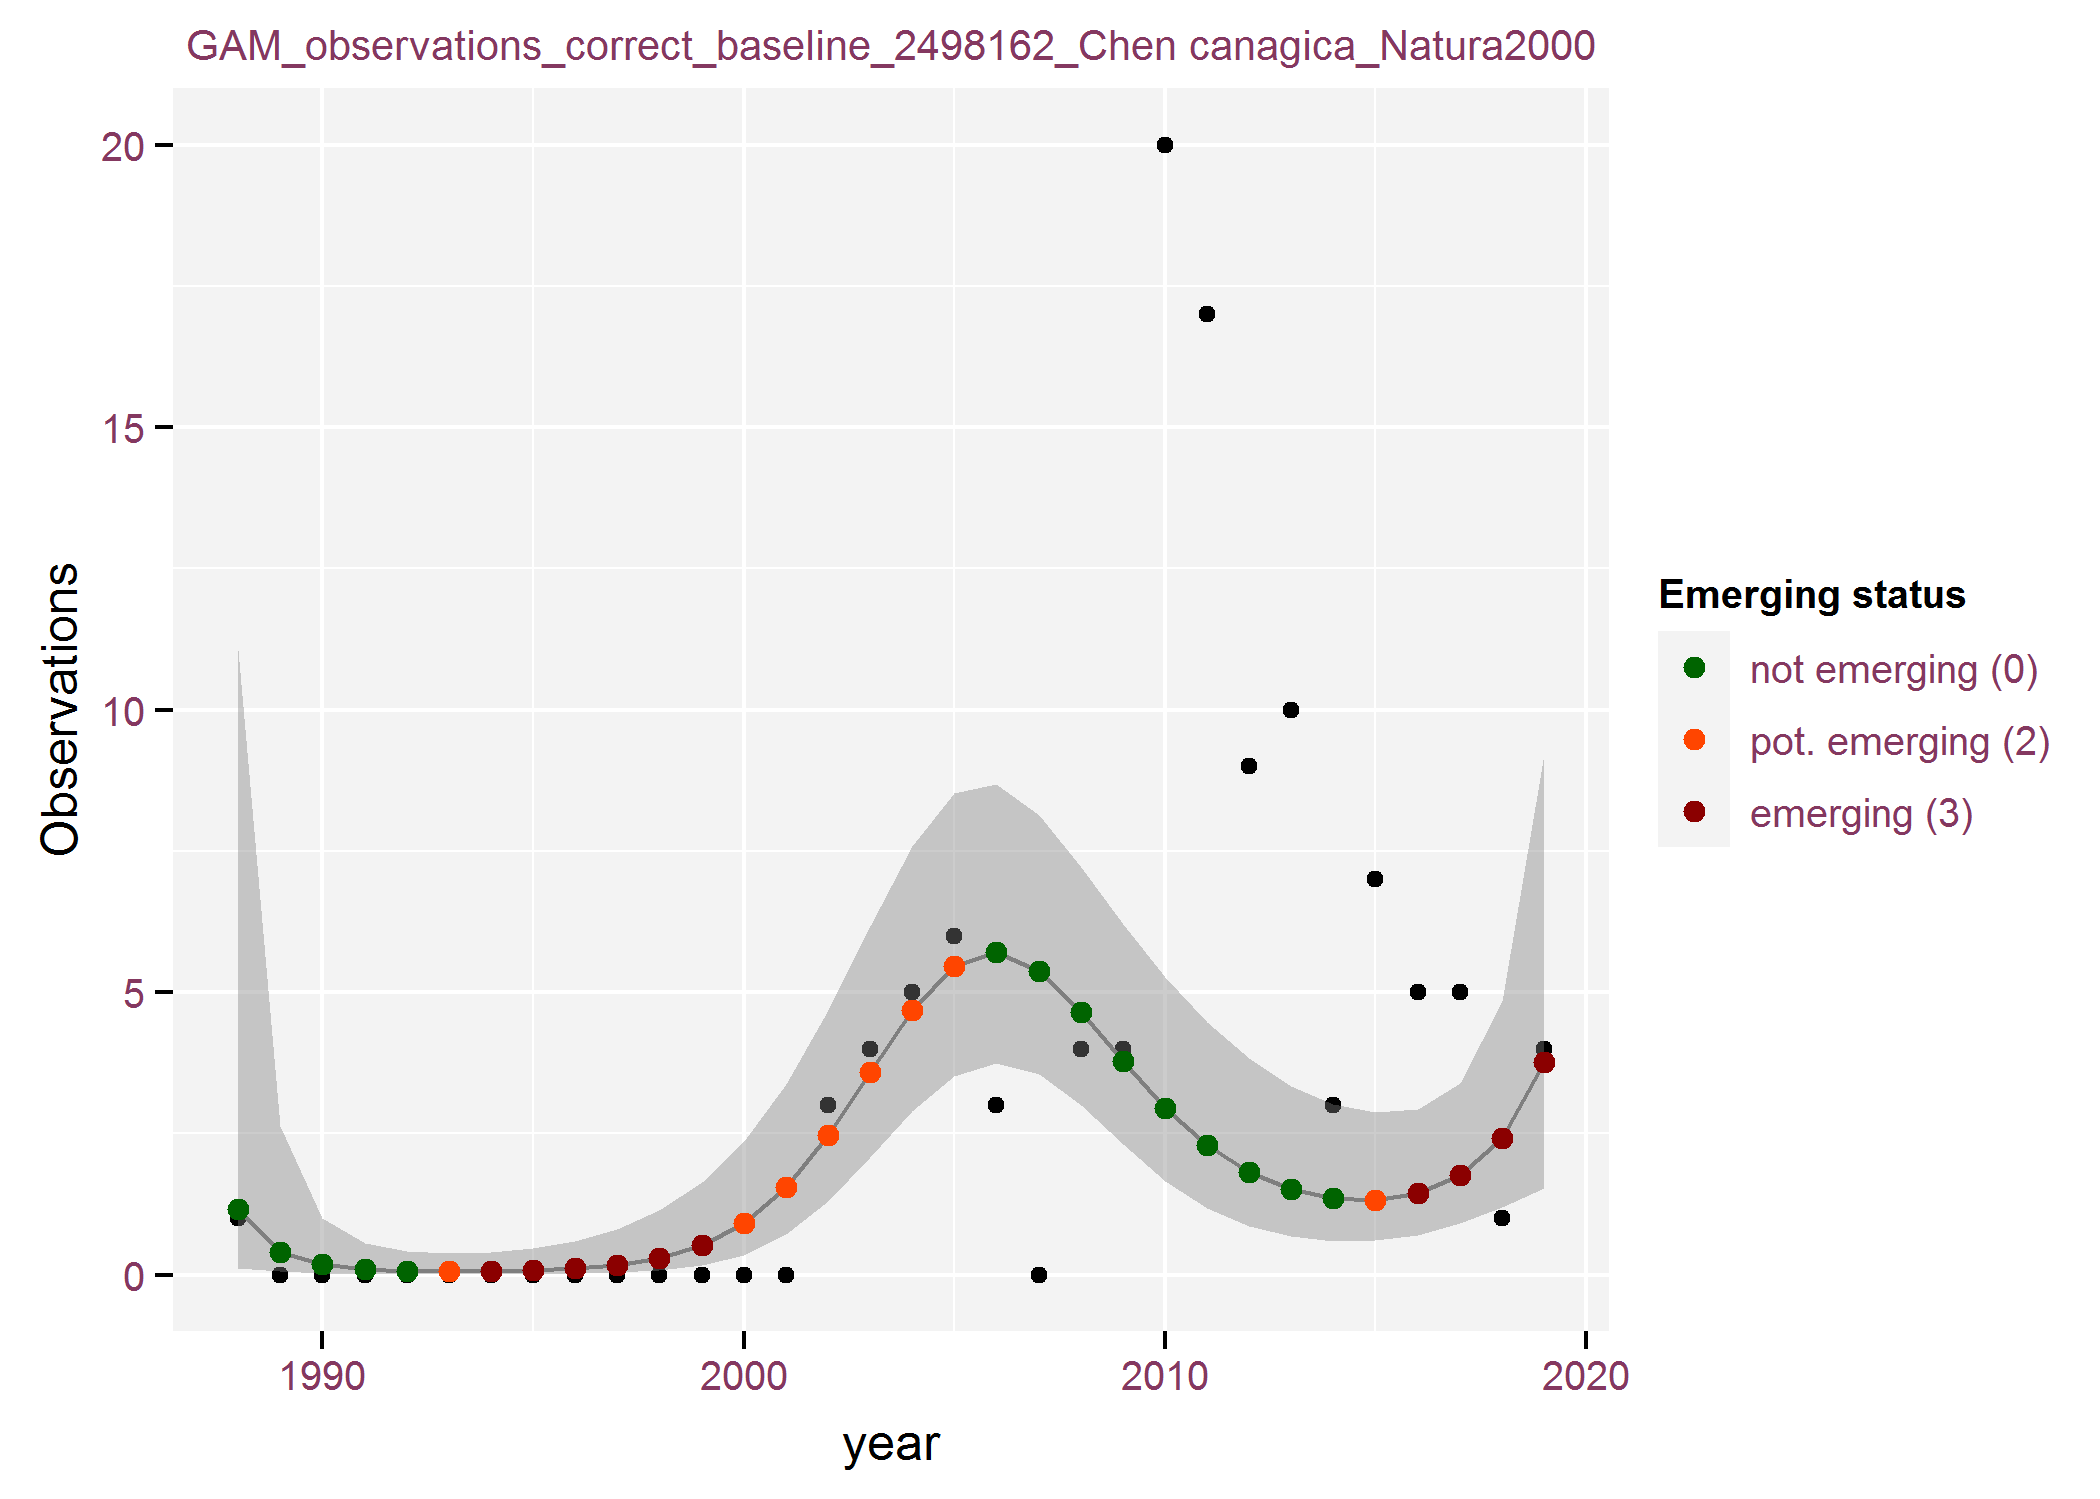 GAM_observations_correct_baseline_2498162_Chen canagica_Natura2000
20
15
10
5
0
Observations
1990
2000
2010
2020
year
Emerging status
not emerging (0)
pot. emerging (2)
emerging (3)